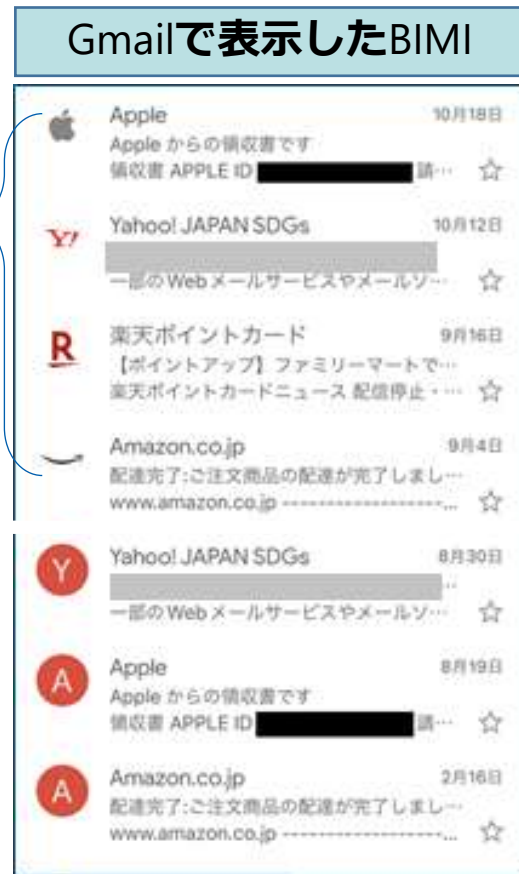 Gmailで表示したBIMI
Apple 10月18日
Apple からの領収書です
領収書 APPLE ID 請…
Y!
Yahoo! JAPAN SDGs 10月12日
一部の Web メールサービスやメールソ…
R
楽天ポイントカード 9月16日
【ポイントアップ】ファミリーマートで…
楽天ポイントカードニュース 配信停止・…
Amazon.co.jp 9月4日
配達完了:ご注文商品の配達が完了しまし…
www.amazon.co.jp -------------------...
Y
Yahoo! JAPAN SDGs 8月30日
…
一部の Web メールサービスやメールソ…
A
Apple 8月19日
Apple からの領収書です
領収書 APPLE ID 請…
A
Amazon.co.jp 2月16日
配達完了:ご注文商品の配達が完了しまし…
www.amazon.co.jp -------------------...